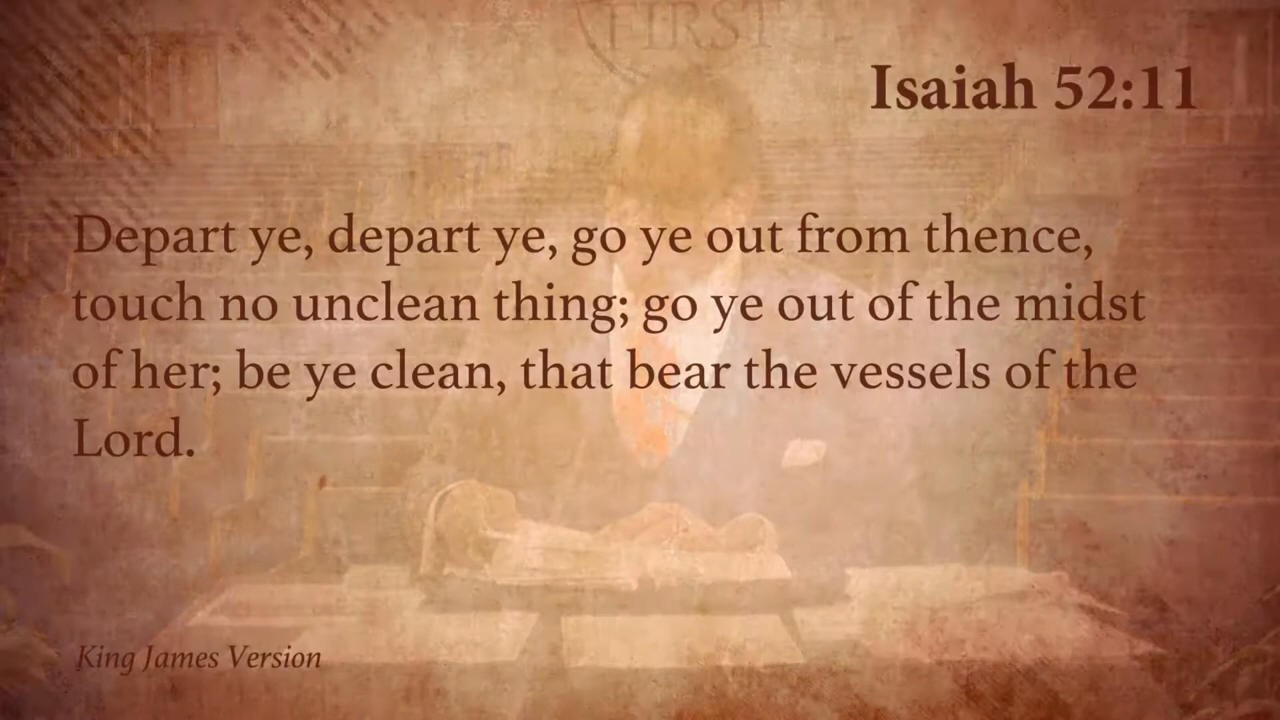 FIRST
Isaiah 52:11
Depart ye, depart ye, go ye out from thence,
touch no unclean thing; go ye out of the midst
of her; be ye clean, that bear the vessels of the
Lord.
King James Version